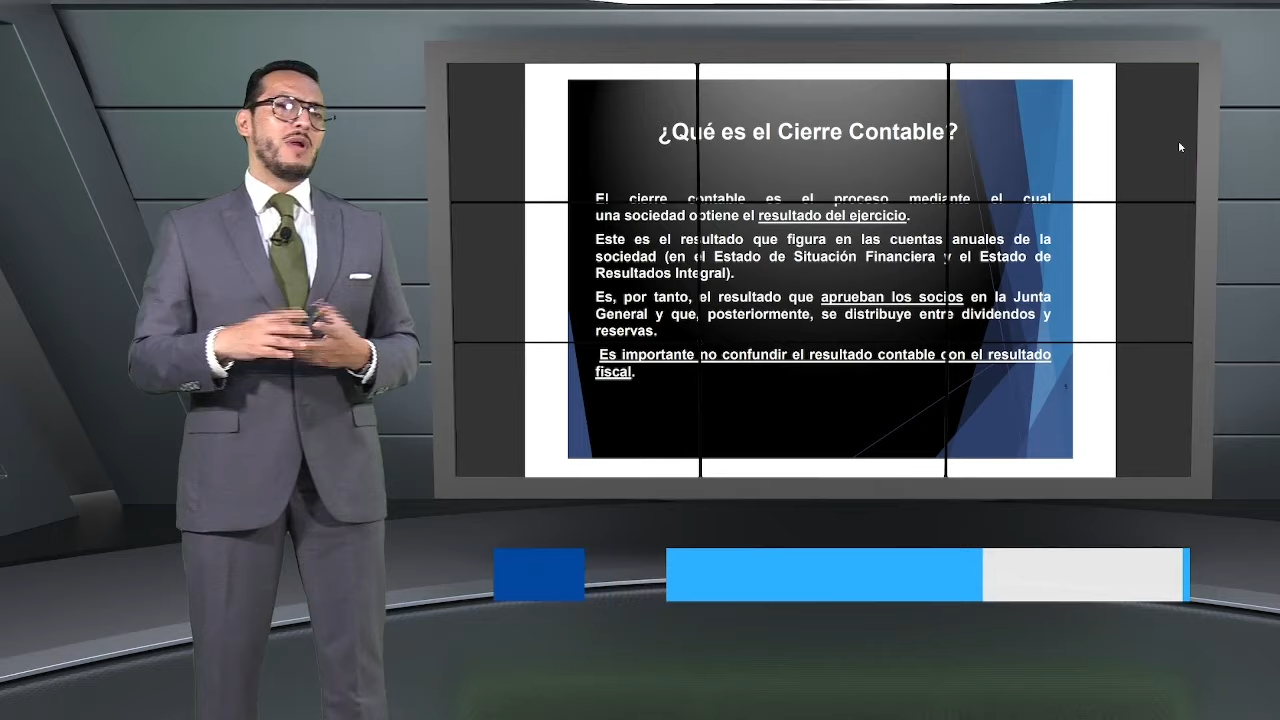 ¿Qué es el Cierre Contable?
El cierre contable es el proceso mediante el cual
una sociedad obtiene el resultado del ejercicio.
Este es el resultado que figura en las cuentas anuales de la
sociedad (en el Estado de Situación Financiera y el Estado de
Resultados Integral).
Es, por tanto, el resultado que aprueban los socios en la Junta
General y que, posteriormente, se distribuye entre dividendos y
reservas.
Es importante no confundir el resultado contable con el resultado
fiscal.